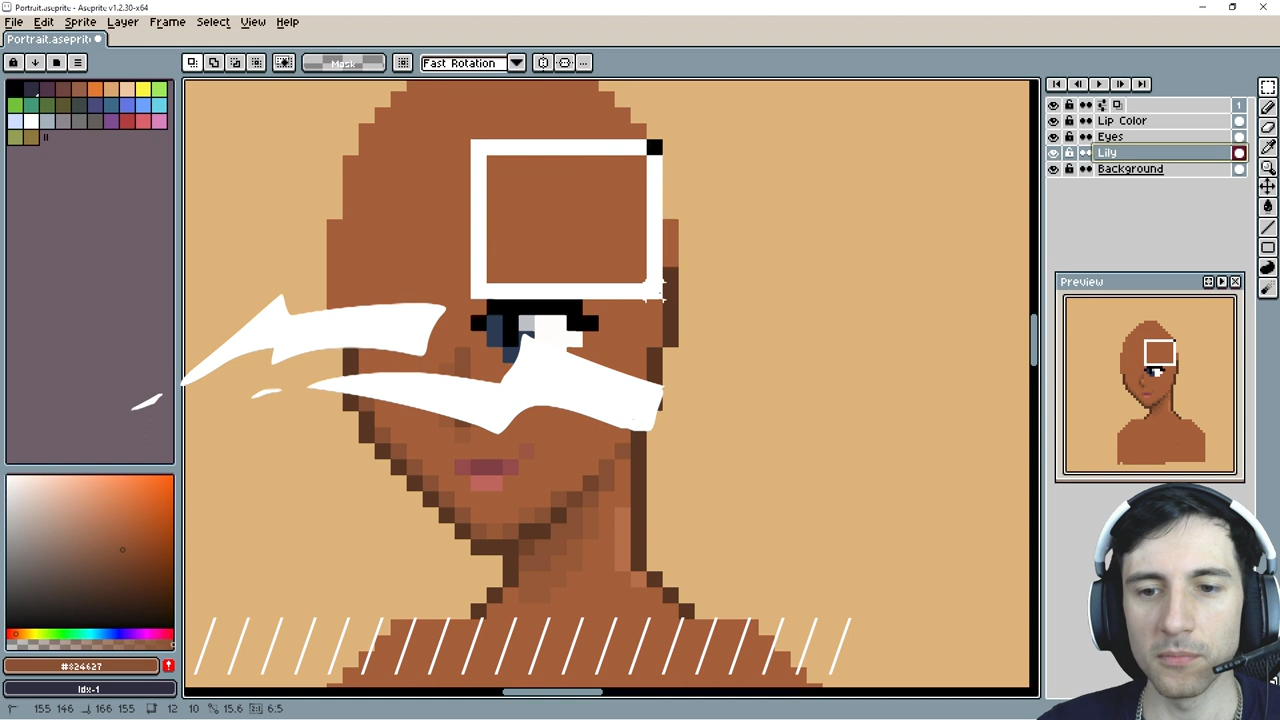 Portrait.aseprite - Aseprite v1.2.30-x64
File Edit Sprite Layer Frame Select View Help
Portrait.aseprite
Mask
Fast Rotation
1
Lip Color
Eyes
Lily
Background
Preview
#824627
Idx-1
155 146 166 155 12 10 15.6 6.5